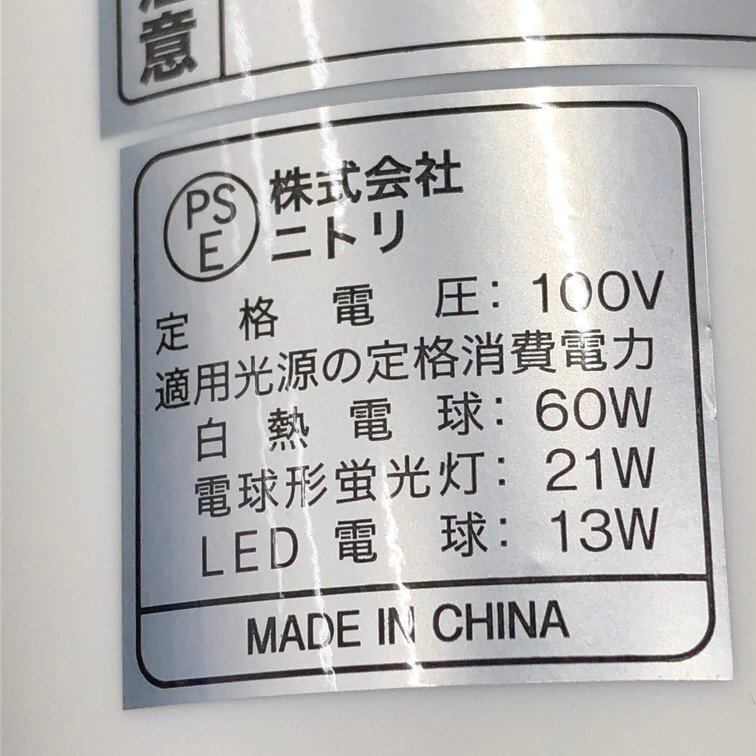 注意
PS
E
株式会社
ニトリ
定格電圧: 100V
適用光源の定格消費電力
白熱電球: 60W
電球形蛍光灯: 21W
LED電球: 13W
MADE IN CHINA